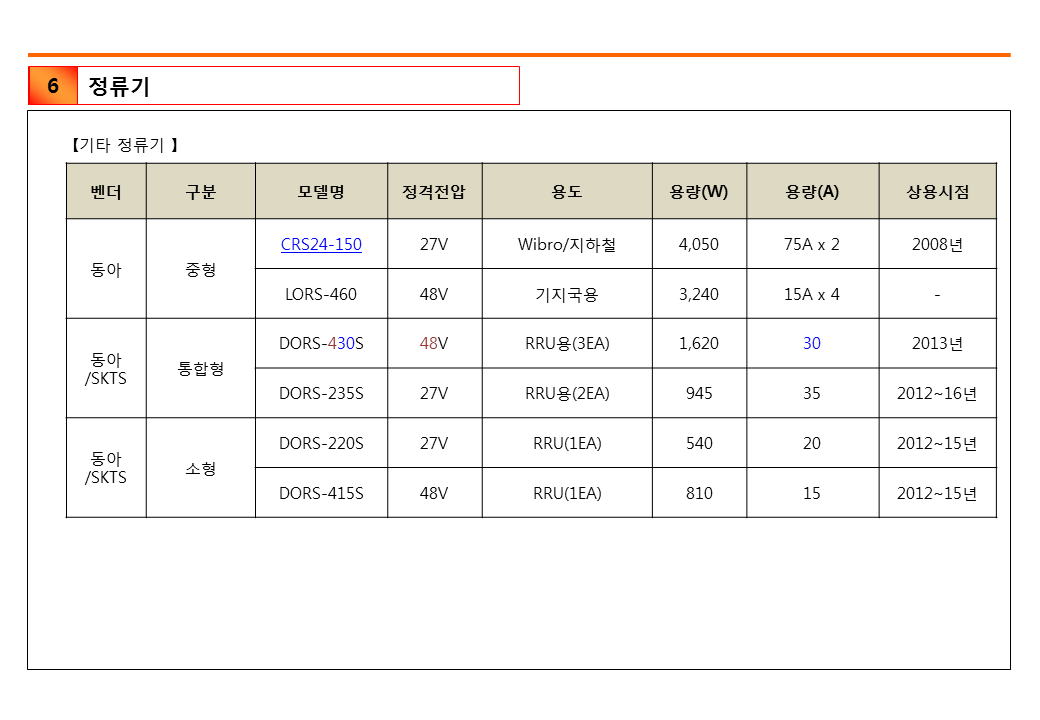 6 정류기
【기타 정류기 】
벤더 구분 모델명 정격전압 용도 용량(W) 용량(A) 상용시점
동아 중형 CRS24-150 27V Wibro/지하철 4,050 75A x 2 2008년
LORS-460 48V 기지국용 3,240 15A x 4 -
동아
/SKTS 통합형 DORS-430S 48V RRU용(3EA) 1,620 30 2013년
DORS-235S 27V RRU용(2EA) 945 35 2012~16년
동아
/SKTS 소형 DORS-220S 27V RRU(1EA) 540 20 2012~15년
DORS-415S 48V RRU(1EA) 810 15 2012~15년